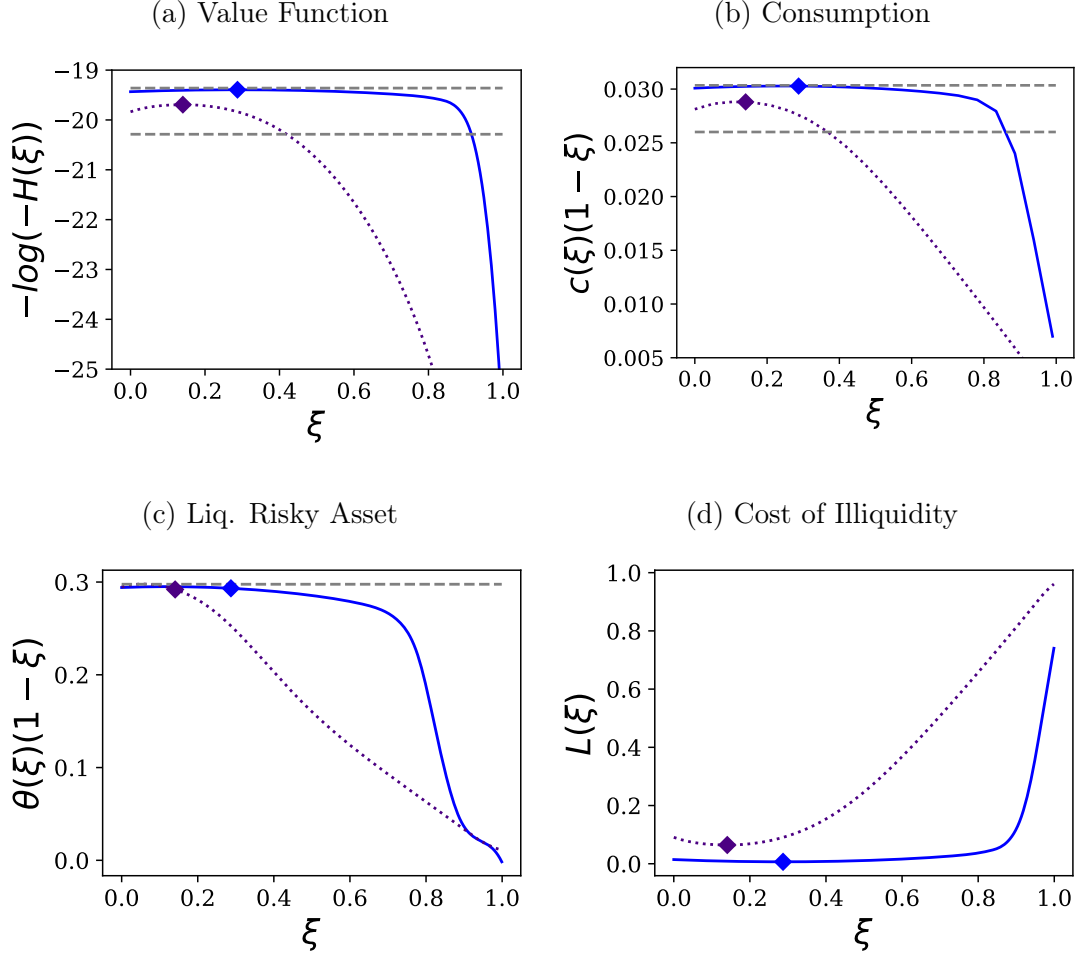 (a) Value Function
−19
−20
−21
−22
−23
−24
−25
−log(−H(ξ))
0.0 0.2 0.4 0.6 0.8 1.0
ξ
(b) Consumption
0.030
0.025
0.020
0.015
0.010
0.005
c(ξ)(1 − ξ)
0.0 0.2 0.4 0.6 0.8 1.0
ξ
(c) Liq. Risky Asset
0.3
0.2
0.1
0.0
θ(ξ)(1 − ξ)
0.0 0.2 0.4 0.6 0.8 1.0
ξ
(d) Cost of Illiquidity
1.0
0.8
0.6
0.4
0.2
0.0
L(ξ)
0.0 0.2 0.4 0.6 0.8 1.0
ξ